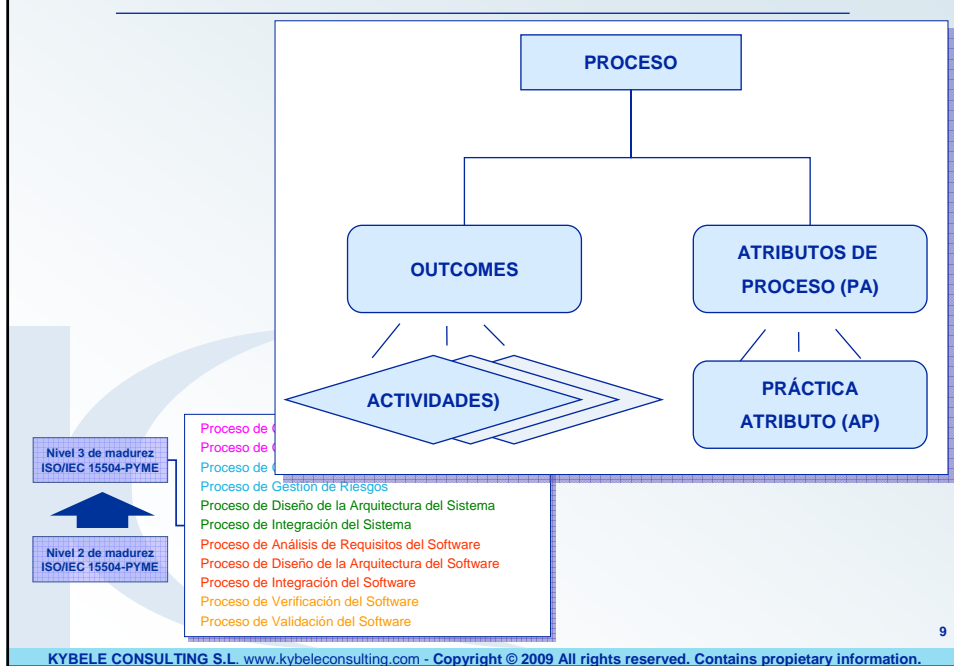 PROCESO
OUTCOMES
ATRIBUTOS DE
PROCESO (PA)
ACTIVIDADES)
PRÁCTICA
ATRIBUTO (AP)
Nivel 3 de madurez
ISO/IEC 15504-PYME
Nivel 2 de madurez
ISO/IEC 15504-PYME
Proceso de
Proceso de
Proceso de
Proceso de Gestión de Riesgos
Proceso de Diseño de la Arquitectura del Sistema
Proceso de Integración del Sistema
Proceso de Análisis de Requisitos del Software
Proceso de Diseño de la Arquitectura del Software
Proceso de Integración del Software
Proceso de Verificación del Software
Proceso de Validación del Software
9
KYBELE CONSULTING S.L. www.kybeleconsulting.com - Copyright © 2009 All rights reserved. Contains propietary information.